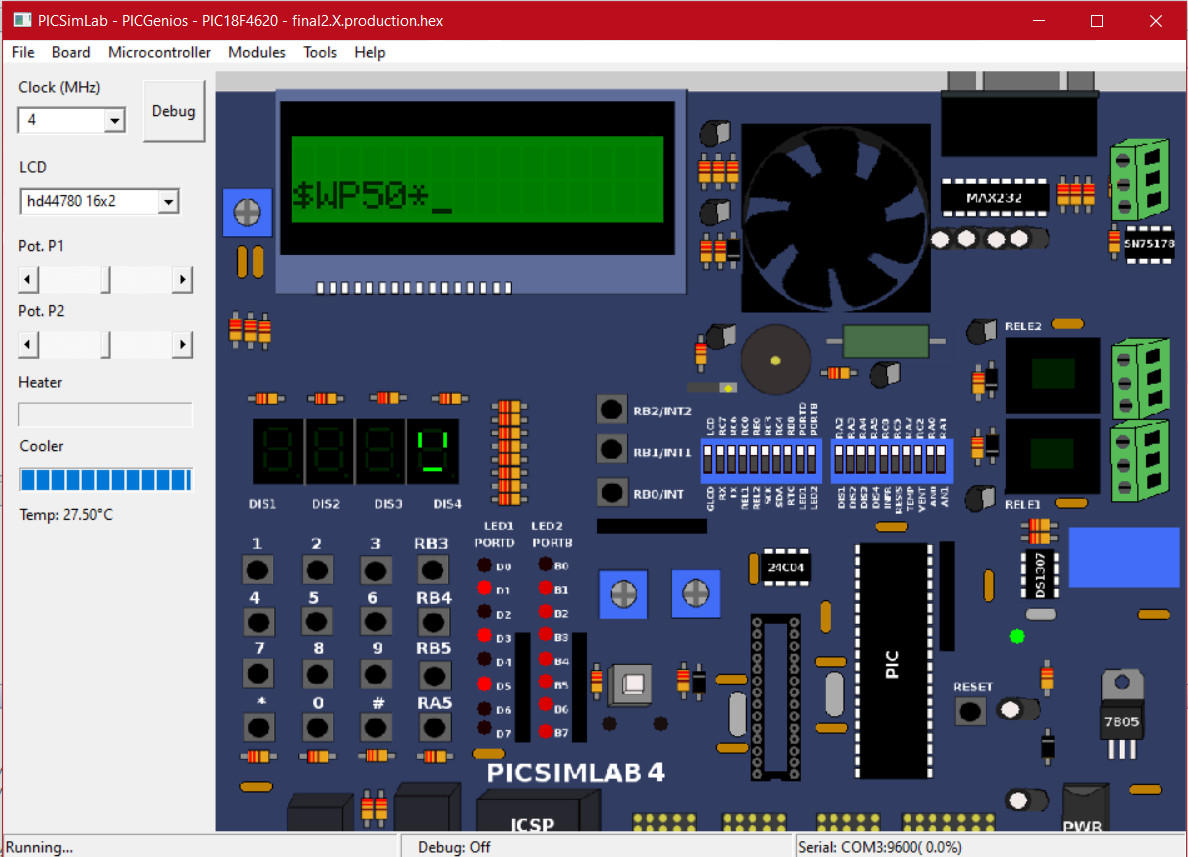 PICSimLab - PICGenios - PIC18F4620 - final2.X.production.hex
File Board Microcontroller Modules Tools Help
Clock (MHz)
4
Debug
LCD
hd44780 16x2
Pot. P1
Pot. P2
Heater
Cooler
Temp: 27.50°C
$WP50*_
MAX232
SN75178
RELE2
RELE1
RB2/INT2
RB1/INT1
RB0/INT
LCD RC7 RC6 RC0 RE0 RC3 RC4 RB0 PORTD PORTB
GLCD RX TX REL1 REL2 SCK SDA RTC LED1 LED2
RA2 RA3 RA4 RA5 RC0 RC5 RA2 RC2 RA0 RA1
DIS1 DIS2 DIS3 DIS4 INFR RESIS TEMP VENT AN0 AN1
DIS1 DIS2 DIS3 DIS4
LED1 LED2
PORTD PORTB
1 2 3 RB3
4 5 6 RB4
7 8 9 RB5
* 0 # RA5
D0 B0
D1 B1
D2 B2
D3 B3
D4 B4
D5 B5
D6 B6
D7 B7
24C04
DS1307
PIC
RESET
7805
PICSIMLAB 4
ICSP
PWR
Running...
Debug: Off
Serial: COM3:9600( 0.0%)